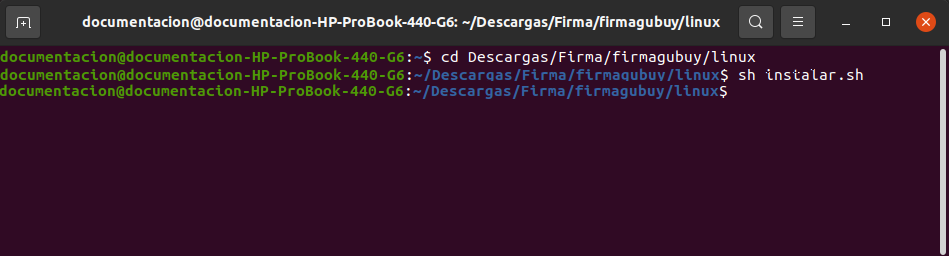 documentacion@documentacion-HP-ProBook-440-G6: ~/Descargas/Firma/firmagubuy/linux
documentacion@documentacion-HP-ProBook-440-G6:~$ cd Descargas/Firma/firmagubuy/linux
documentacion@documentacion-HP-ProBook-440-G6:~/Descargas/Firma/firmagubuy/linux$ sh instalar.sh
documentacion@documentacion-HP-ProBook-440-G6:~/Descargas/Firma/firmagubuy/linux$